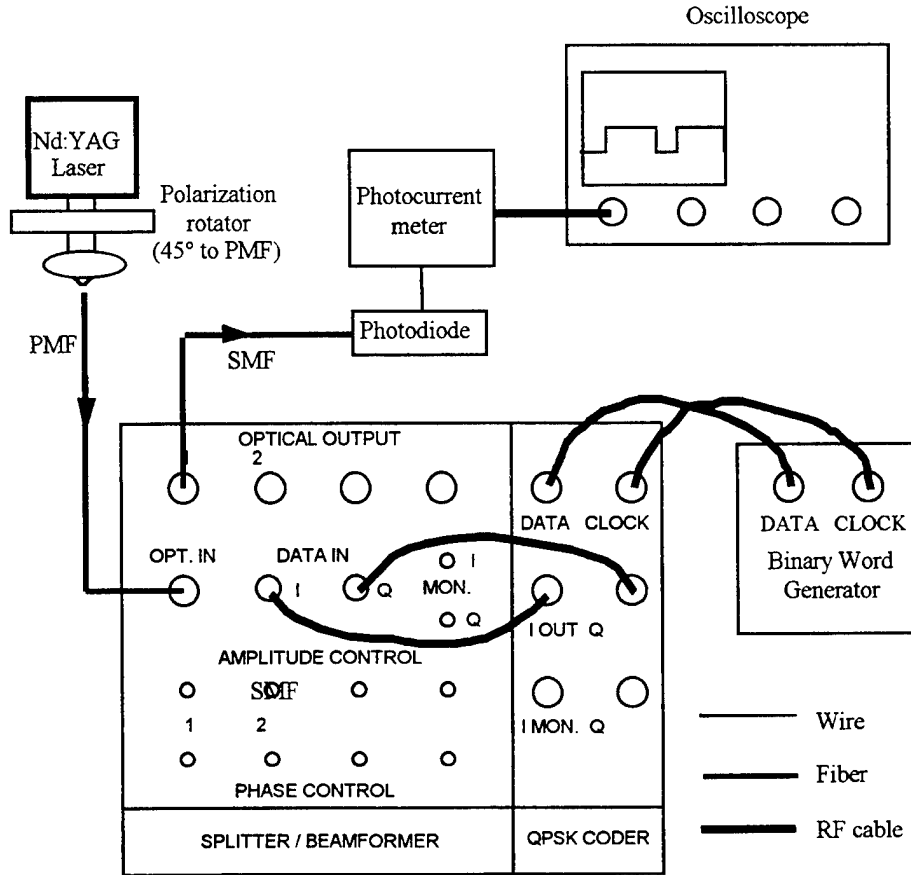 Oscilloscope
Nd:YAG
Laser
Polarization
rotator
(45° to PMF)
Photocurrent
meter
Photodiode
PMF
SMF
OPTICAL OUTPUT
2
DATA CLOCK
DATA CLOCK
Binary Word
Generator
OPT. IN
DATA IN
I
Q
I
MON.
Q
I OUT Q
AMPLITUDE CONTROL
SMF
1 2
I MON. Q
PHASE CONTROL
SPLITTER / BEAMFORMER
QPSK CODER
Wire
Fiber
RF cable